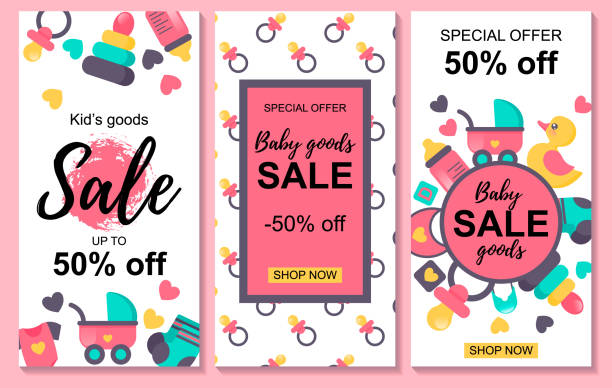 Kid's goods
Sale
UP TO
50% off
SPECIAL OFFER
Baby goods
SALE
-50% off
SHOP NOW
SPECIAL OFFER
50% off
Baby
SALE
goods
SHOP NOW